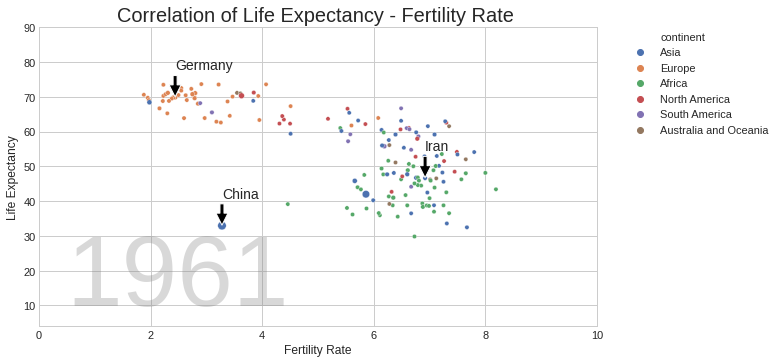 Correlation of Life Expectancy - Fertility Rate
90
80
70
60
50
40
30
20
10
Life Expectancy
Germany
Iran
China
1961
0
2
4
6
8
10
Fertility Rate
continent
Asia
Europe
Africa
North America
South America
Australia and Oceania